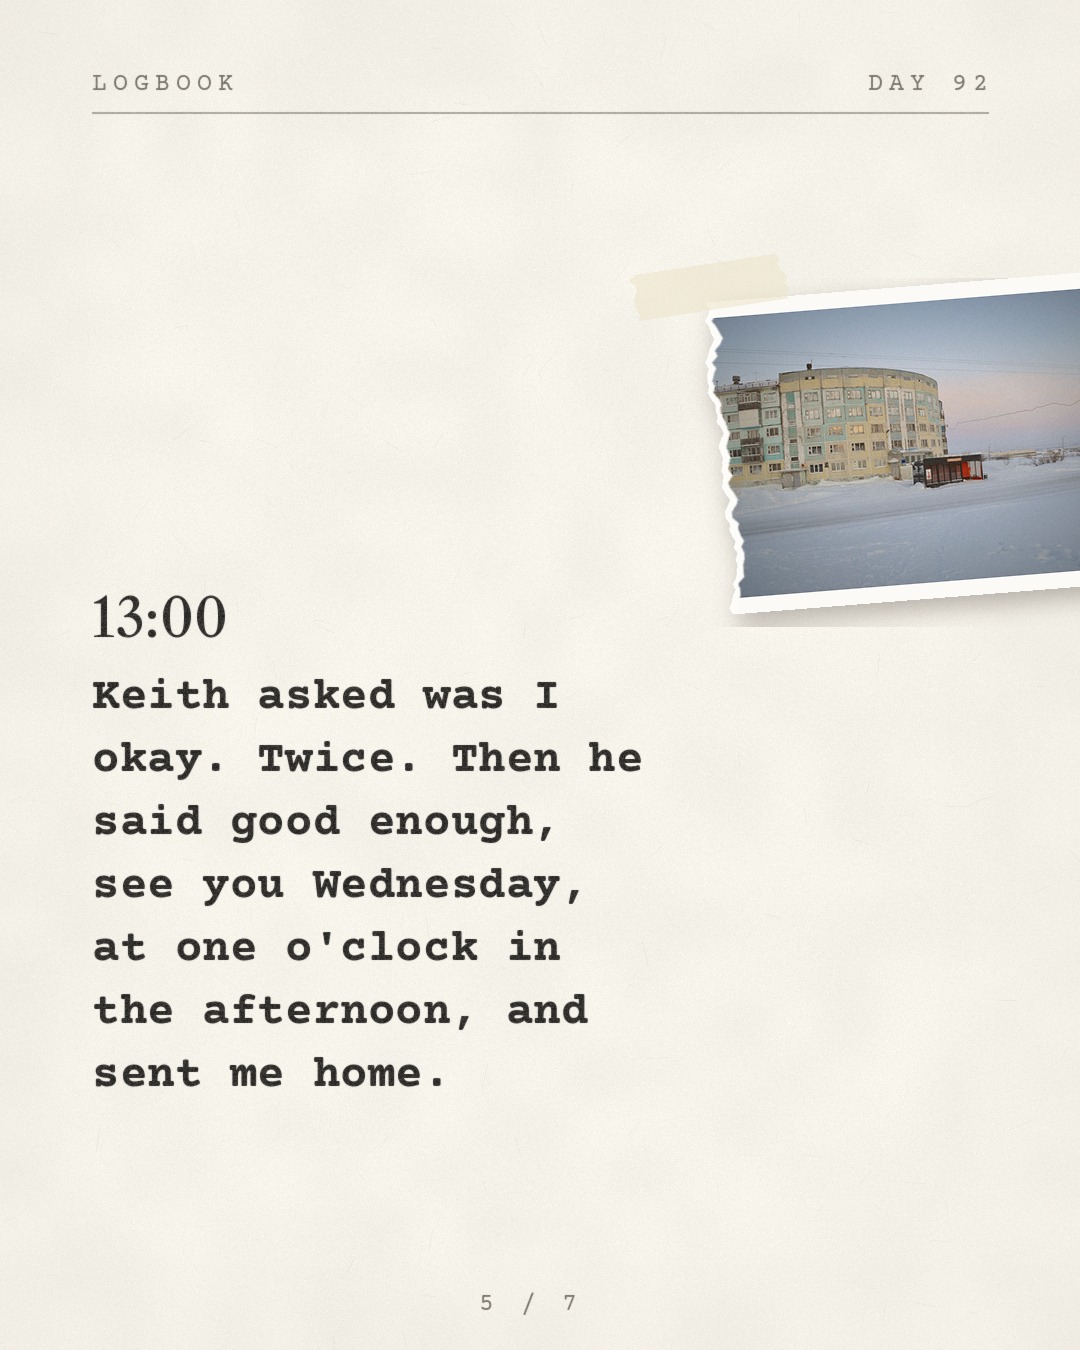 LOGBOOK DAY 92
13:00
Keith asked was I
okay. Twice. Then he
said good enough,
see you Wednesday,
at one o'clock in
the afternoon, and
sent me home.
5 / 7